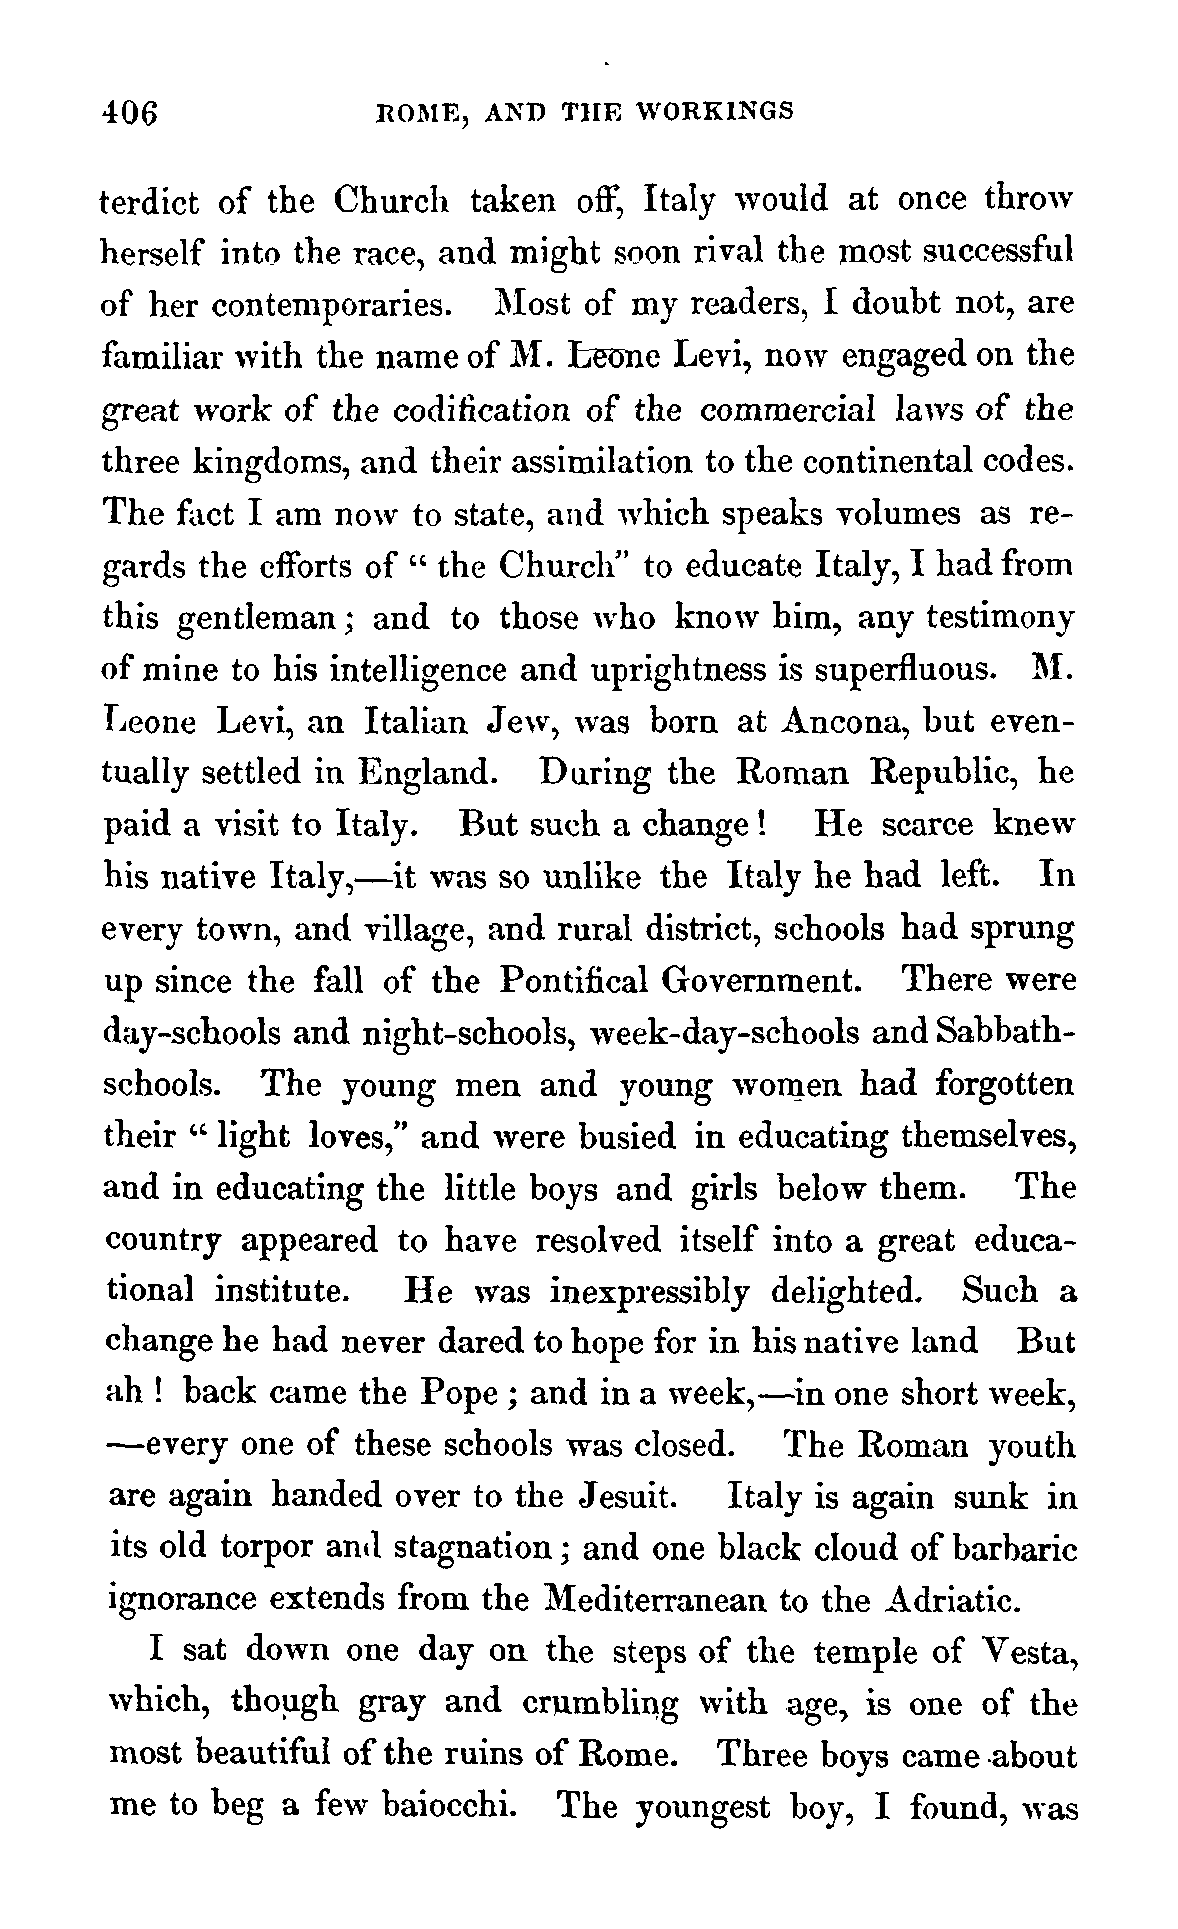 406 ROME, AND THE WORKINGS
terdict of the Church taken off, Italy would at once throw
herself into the race, and might soon rival the most successful
of her contemporaries. Most of my readers, I doubt not, are
familiar with the name of M. Leone Levi, now engaged on the
great work of the codification of the commercial laws of the
three kingdoms, and their assimilation to the continental codes.
The fact I am now to state, and which speaks volumes as re-
gards the efforts of “ the Church” to educate Italy, I had from
this gentleman ; and to those who know him, any testimony
of mine to his intelligence and uprightness is superfluous. M.
Leone Levi, an Italian Jew, was born at Ancona, but even-
tually settled in England. During the Roman Republic, he
paid a visit to Italy. But such a change ! He scarce knew
his native Italy,—it was so unlike the Italy he had left. In
every town, and village, and rural district, schools had sprung
up since the fall of the Pontifical Government. There were
day-schools and night-schools, week-day-schools and Sabbath-
schools. The young men and young women had forgotten
their “ light loves,” and were busied in educating themselves,
and in educating the little boys and girls below them. The
country appeared to have resolved itself into a great educa-
tional institute. He was inexpressibly delighted. Such a
change he had never dared to hope for in his native land But
ah ! back came the Pope ; and in a week,—in one short week,
—every one of these schools was closed. The Roman youth
are again handed over to the Jesuit. Italy is again sunk in
its old torpor and stagnation ; and one black cloud of barbaric
ignorance extends from the Mediterranean to the Adriatic.
I sat down one day on the steps of the temple of Vesta,
which, though gray and crumbling with age, is one of the
most beautiful of the ruins of Rome. Three boys came about
me to beg a few baiocchi. The youngest boy, I found, was